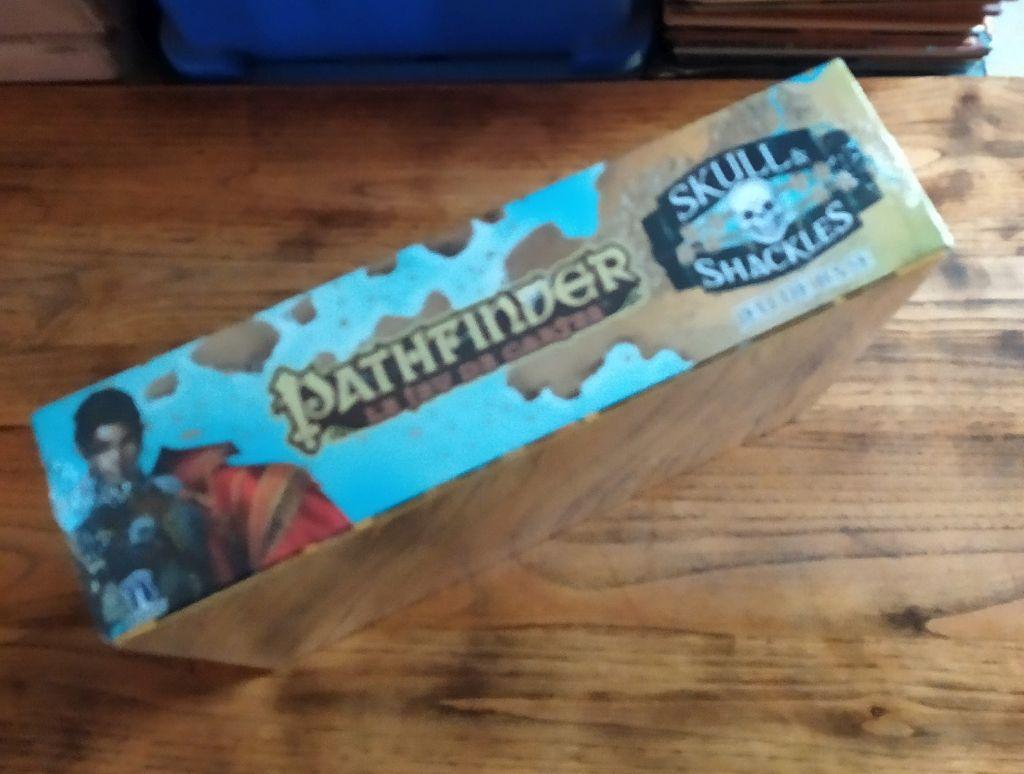 PATHFINDER
LE JEU DE CARTES
SKULL &
SHACKLES